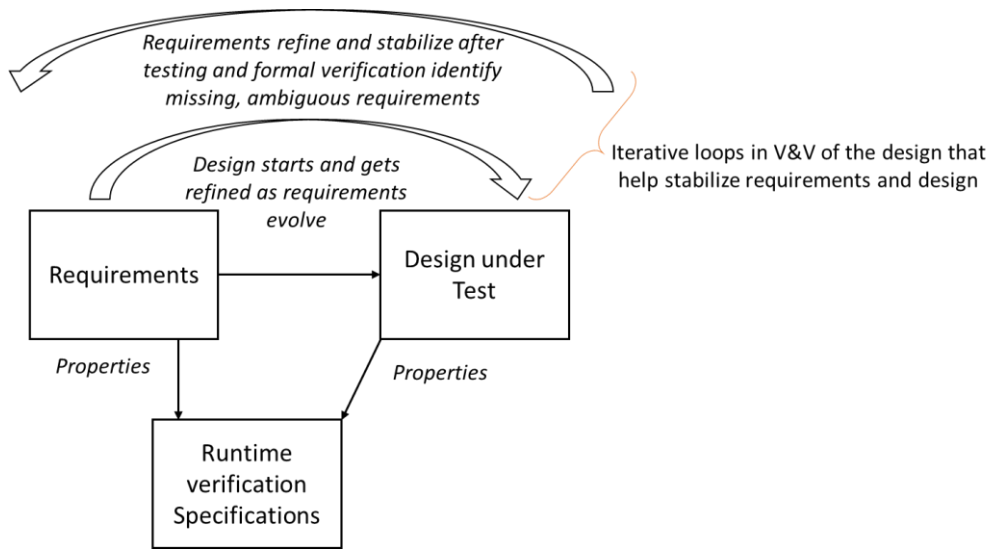 Requirements refine and stabilize after
testing and formal verification identify
missing, ambiguous requirements
Iterative loops in V&V of the design that
help stabilize requirements and design
Design starts and gets
refined as requirements
evolve
Requirements
Design under
Test
Properties
Properties
Runtime
verification
Specifications